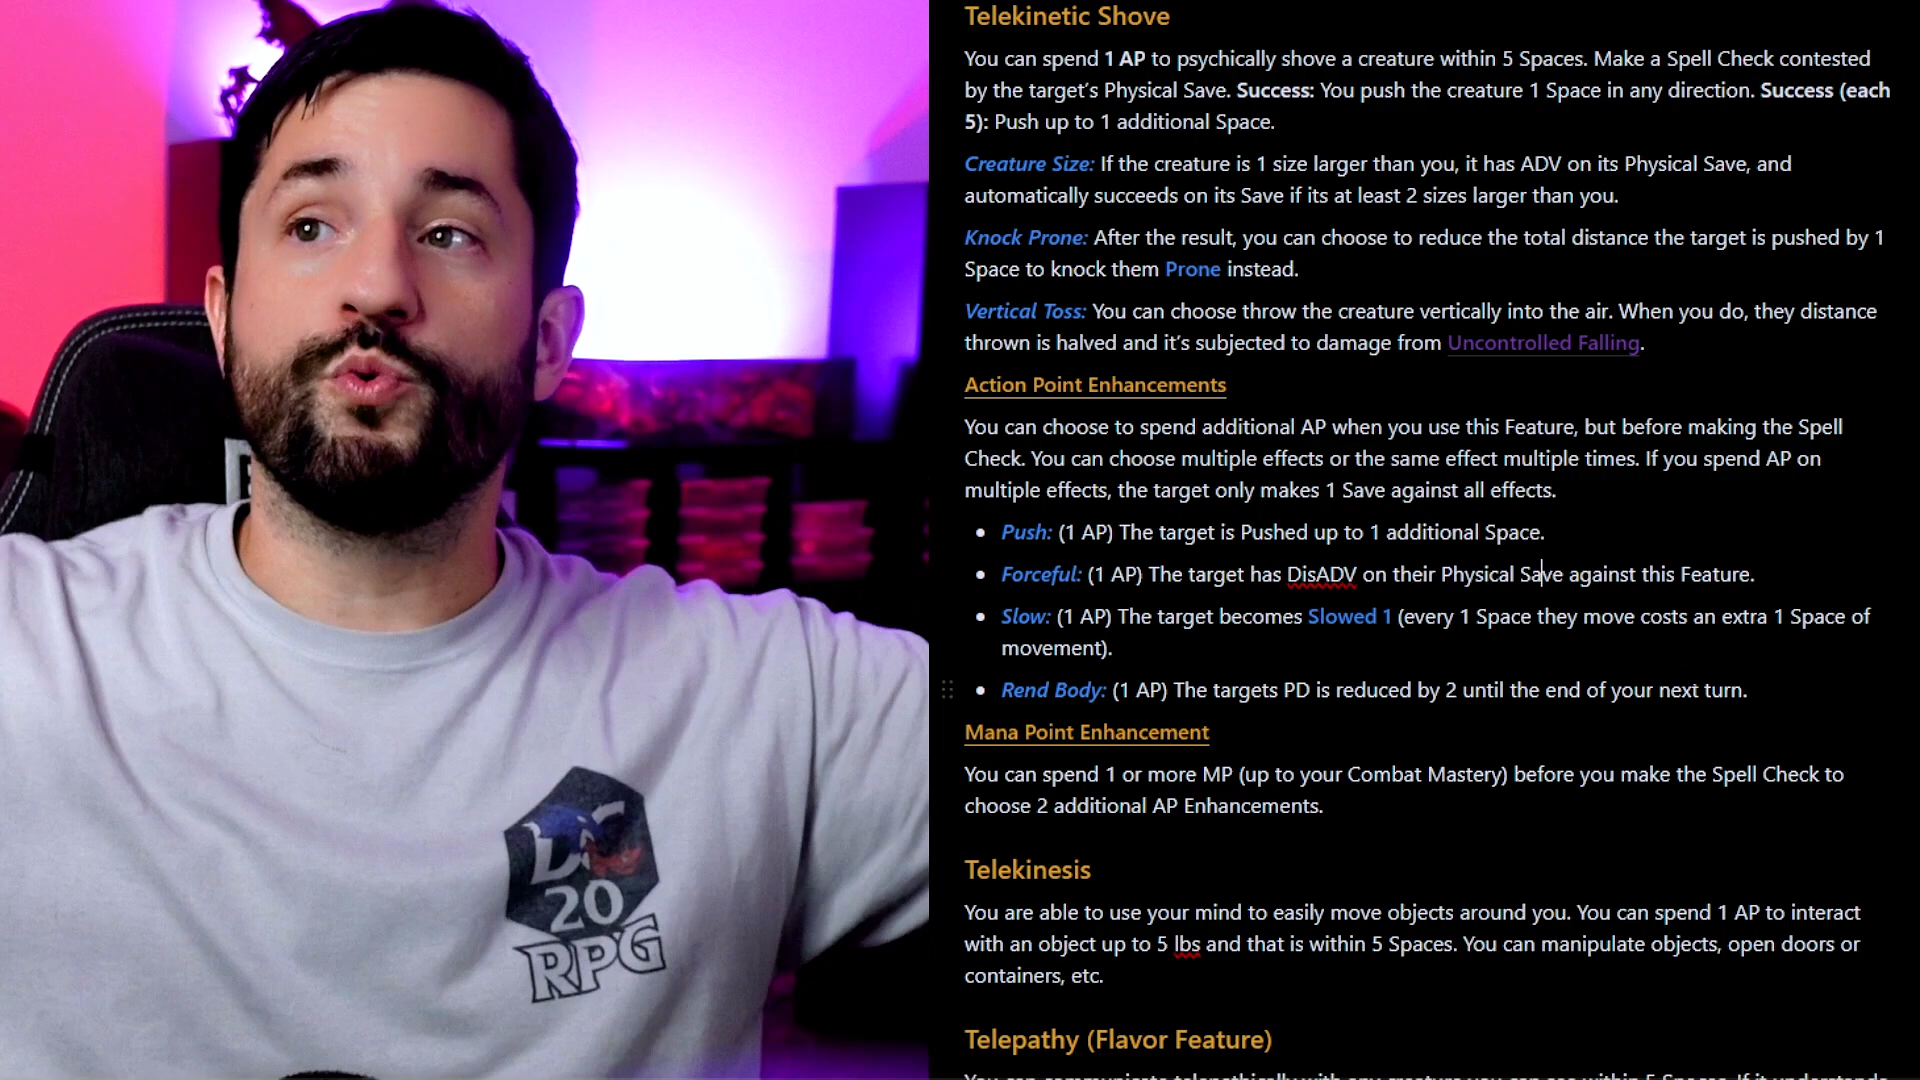 Telekinetic Shove
You can spend 1 AP to psychically shove a creature within 5 Spaces. Make a Spell Check contested
by the target's Physical Save. Success: You push the creature 1 Space in any direction. Success (each
5): Push up to 1 additional Space.
Creature Size: If the creature is 1 size larger than you, it has ADV on its Physical Save, and
automatically succeeds on its Save if its at least 2 sizes larger than you.
Knock Prone: After the result, you can choose to reduce the total distance the target is pushed by 1
Space to knock them Prone instead.
Vertical Toss: You can choose throw the creature vertically into the air. When you do, they distance
thrown is halved and it's subjected to damage from Uncontrolled Falling.
Action Point Enhancements
You can choose to spend additional AP when you use this Feature, but before making the Spell
Check. You can choose multiple effects or the same effect multiple times. If you spend AP on
multiple effects, the target only makes 1 Save against all effects.
• Push: (1 AP) The target is Pushed up to 1 additional Space.
• Forceful: (1 AP) The target has DisADV on their Physical Save against this Feature.
• Slow: (1 AP) The target becomes Slowed 1 (every 1 Space they move costs an extra 1 Space of
movement).
• Rend Body: (1 AP) The targets PD is reduced by 2 until the end of your next turn.
Mana Point Enhancement
You can spend 1 or more MP (up to your Combat Mastery) before you make the Spell Check to
choose 2 additional AP Enhancements.
Telekinesis
You are able to use your mind to easily move objects around you. You can spend 1 AP to interact
with an object up to 5 lbs and that is within 5 Spaces. You can manipulate objects, open doors or
containers, etc.
Telepathy (Flavor Feature)
DC
20
RPG